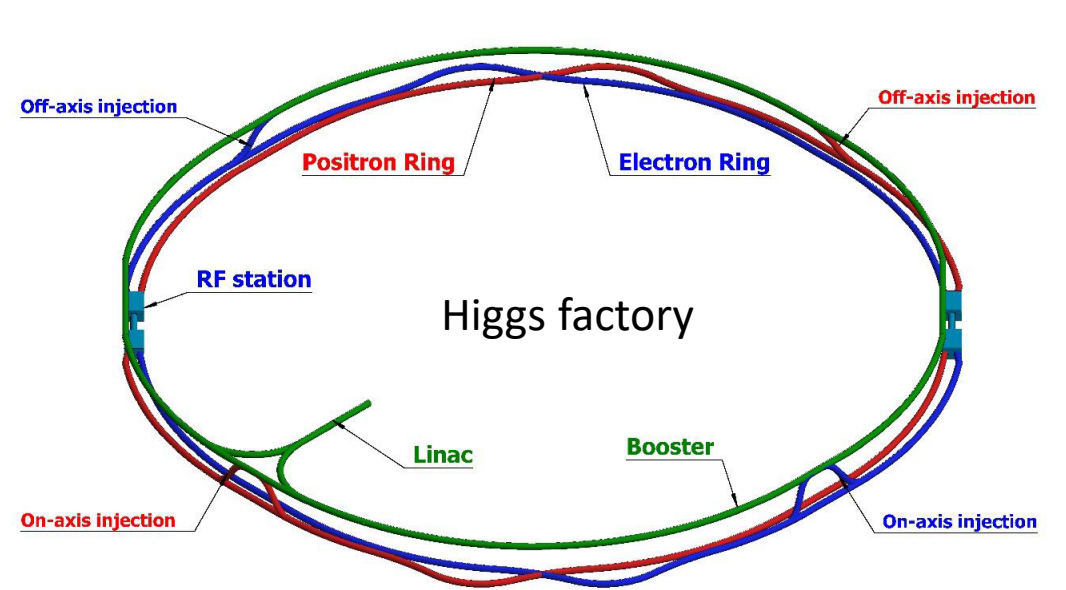 Off-axis injection
Off-axis injection
Positron Ring
Electron Ring
RF station
Higgs factory
Linac
Booster
On-axis injection
On-axis injection